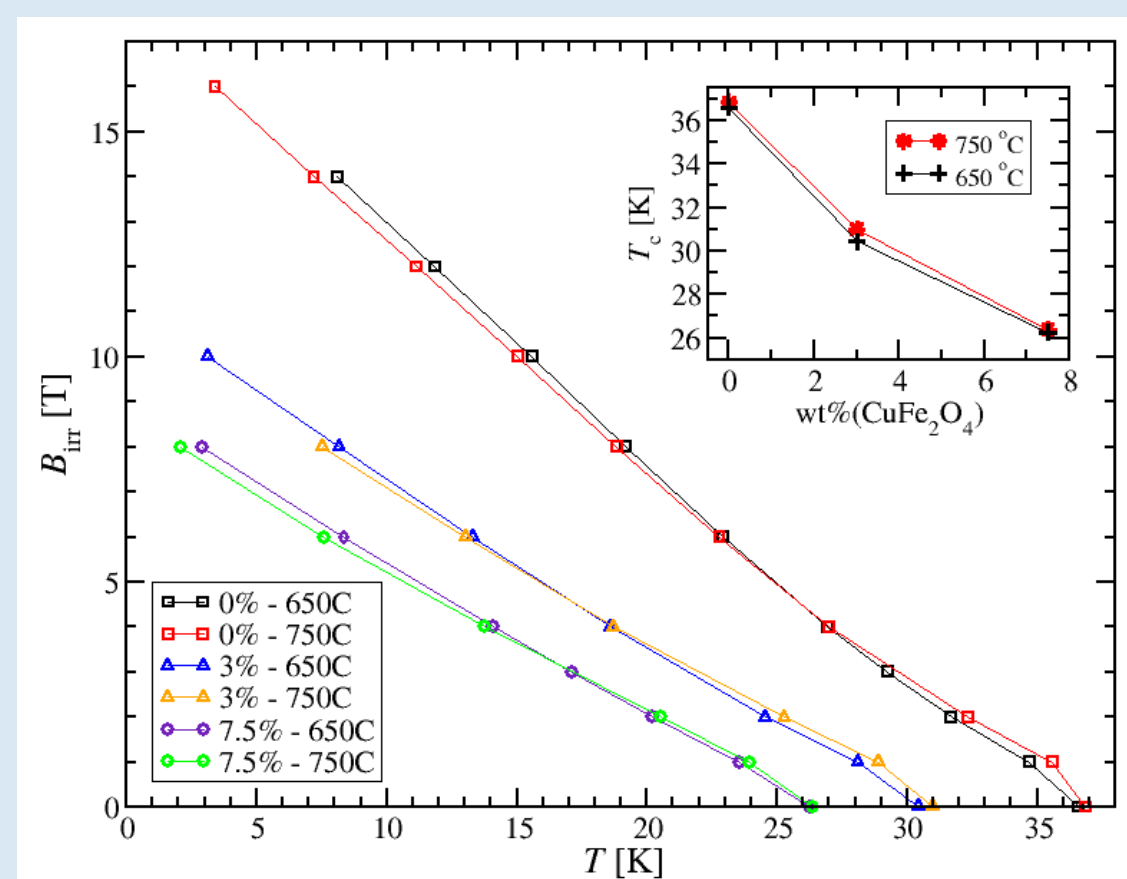 15
10
5
0
B_irr [T]
0 5 10 15 20 25 30 35
T [K]
0% - 650C
0% - 750C
3% - 650C
3% - 750C
7.5% - 650C
7.5% - 750C
36
34
32
30
28
26
T_c [K]
0 2 4 6 8
wt%(CuFe₂O₄)
750 °C
650 °C